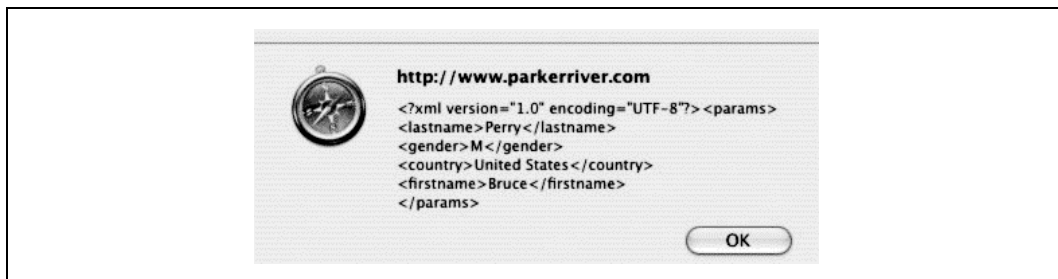 http://www.parkerriver.com
<?xml version="1.0" encoding="UTF-8"?><params>
<lastname>Perry</lastname>
<gender>M</gender>
<country>United States</country>
<firstname>Bruce</firstname>
</params>
OK